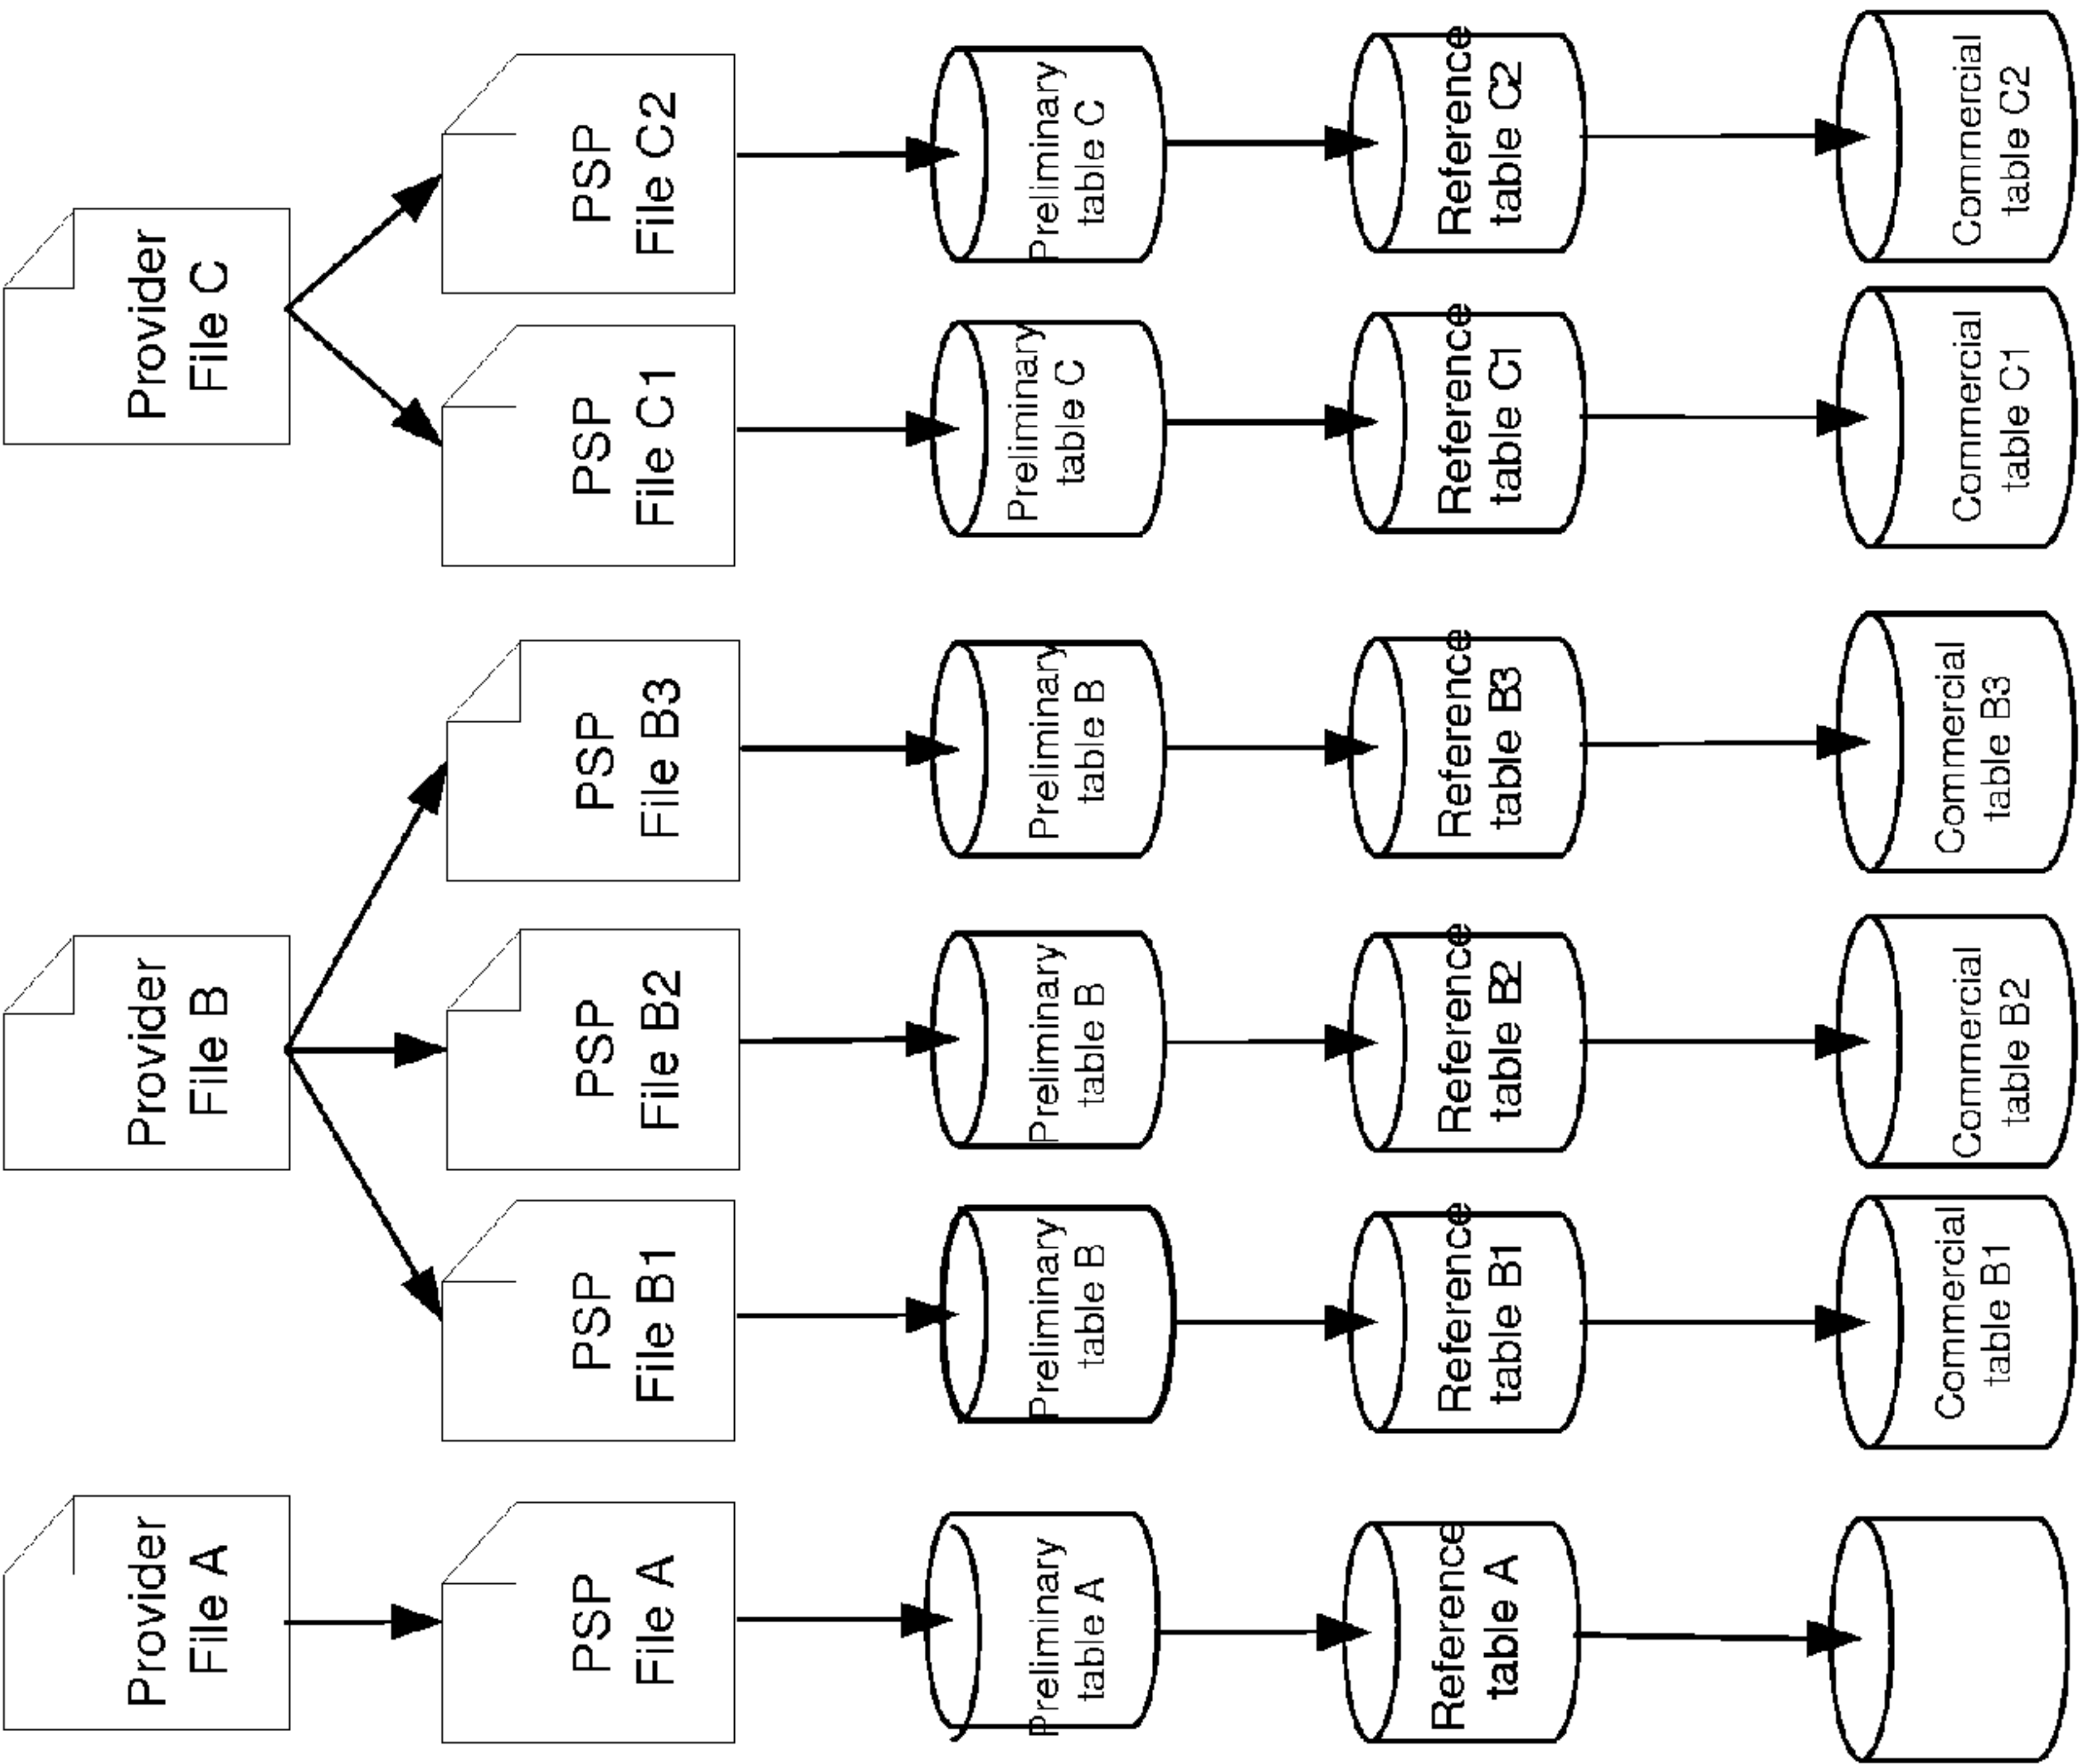 Provider
File A
Provider
File B
Provider
File C
PSP
File A
PSP
File B1
PSP
File B2
PSP
File B3
PSP
File C1
PSP
File C2
Preliminary
table A
Preliminary
table B
Preliminary
table B
Preliminary
table B
Preliminary
table C
Preliminary
table C
Reference
table A
Reference
table B1
Reference
table B2
Reference
table B3
Reference
table C1
Reference
table C2
Commercial
table B1
Commercial
table B2
Commercial
table B3
Commercial
table C1
Commercial
table C2